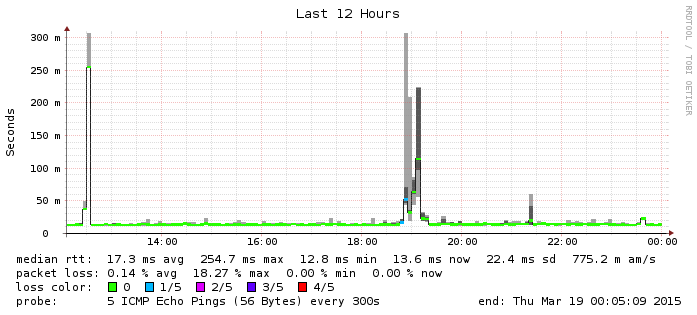 Last 12 Hours
RRDTOOL / TOBI OETIKER
Seconds
300 m
250 m
200 m
150 m
100 m
50 m
0
14:00 16:00 18:00 20:00 22:00 00:00
median rtt: 17.3 ms avg 254.7 ms max 12.8 ms min 13.6 ms now 22.4 ms sd 775.2 m am/s
packet loss: 0.14 % avg 18.27 % max 0.00 % min 0.00 % now
loss color: 0 1/5 2/5 3/5 4/5
probe: 5 ICMP Echo Pings (56 Bytes) every 300s end: Thu Mar 19 00:05:09 2015